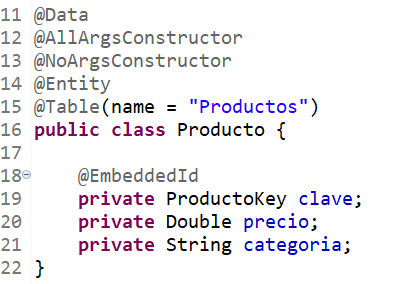 11 @Data
12 @AllArgsConstructor
13 @NoArgsConstructor
14 @Entity
15 @Table(name = "Productos")
16 public class Producto {
17
18 @EmbeddedId
19 private ProductoKey clave;
20 private Double precio;
21 private String categoria;
22 }